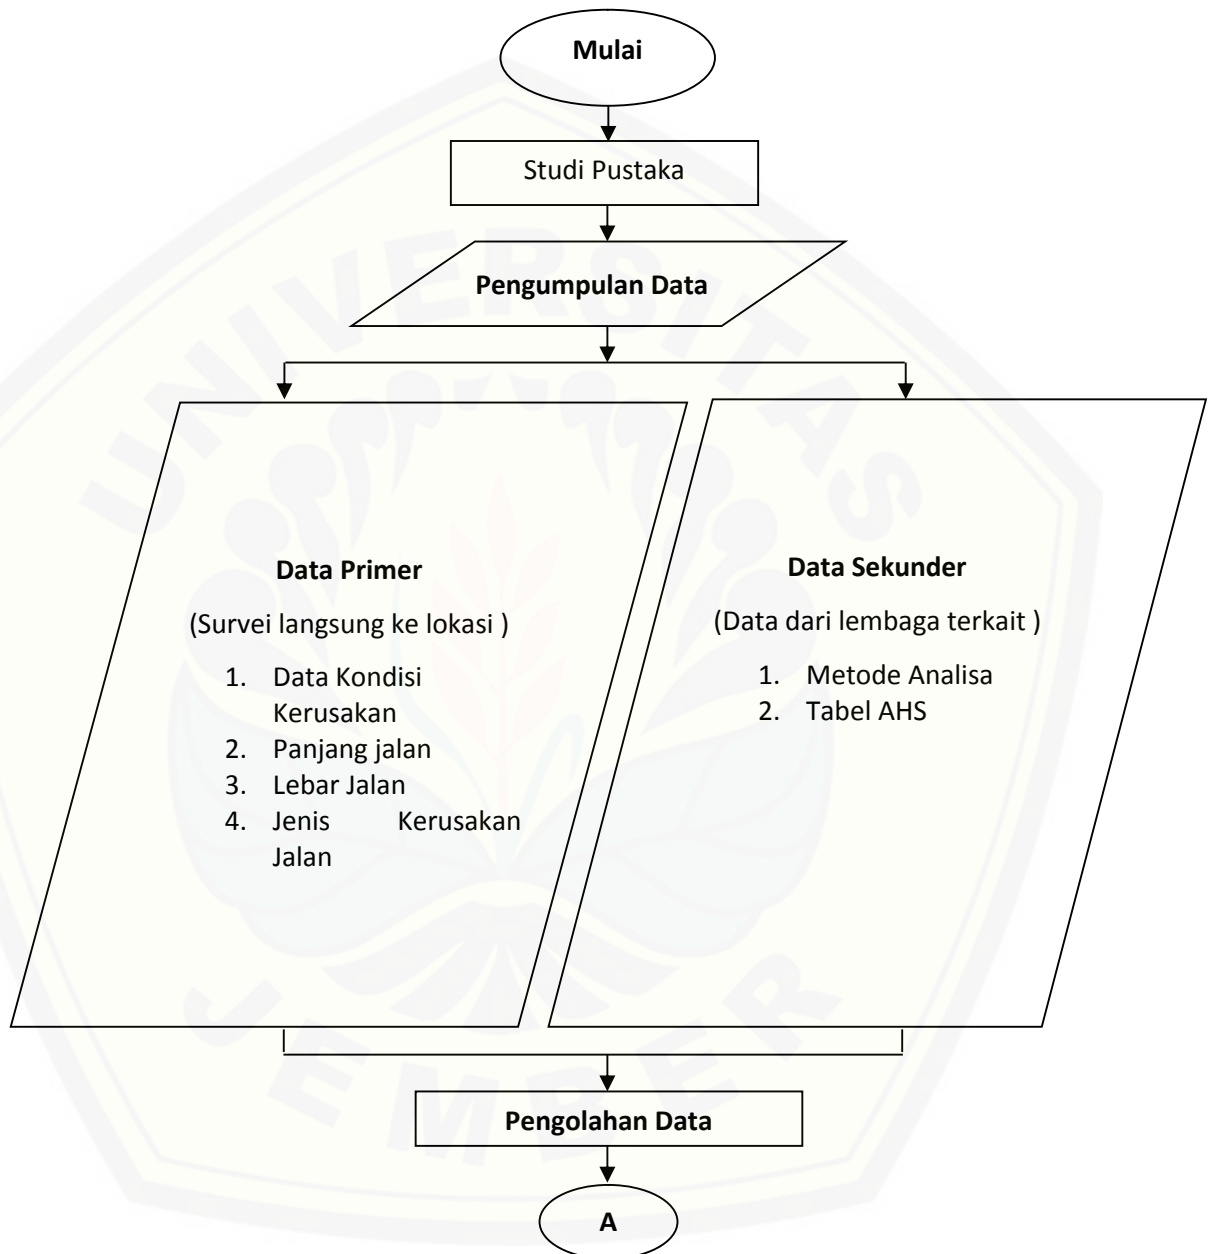 Mulai
Studi Pustaka
Pengumpulan Data
Data Primer
(Survei langsung ke lokasi )
1. Data Kondisi
Kerusakan
2. Panjang jalan
3. Lebar Jalan
4. Jenis Kerusakan
Jalan
Data Sekunder
(Data dari lembaga terkait )
1. Metode Analisa
2. Tabel AHS
Pengolahan Data
A
UNIVERSITAS
JEMBER